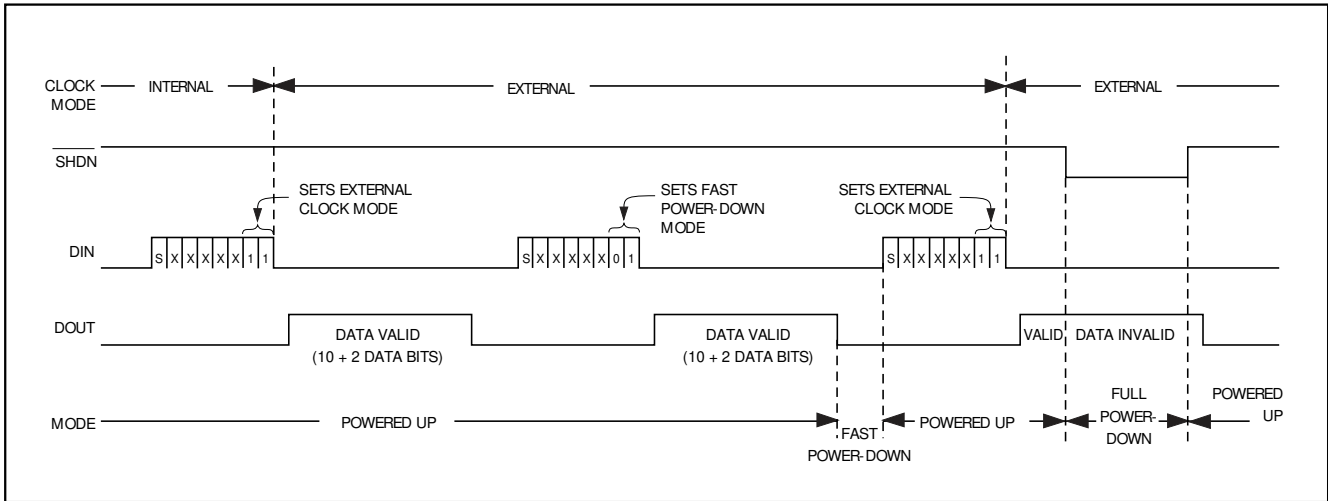 CLOCK
MODE
INTERNAL
EXTERNAL
EXTERNAL
SHDN
SETS EXTERNAL
CLOCK MODE
SETS FAST
POWER-DOWN
MODE
SETS EXTERNAL
CLOCK MODE
DIN
S X X X X X 1 1
S X X X X X 0 1
S X X X X X 1 1
DOUT
DATA VALID
(10 + 2 DATA BITS)
DATA VALID
(10 + 2 DATA BITS)
VALID
DATA INVALID
MODE
POWERED UP
FAST
POWER-DOWN
POWERED UP
FULL
POWER-
DOWN
POWERED
UP